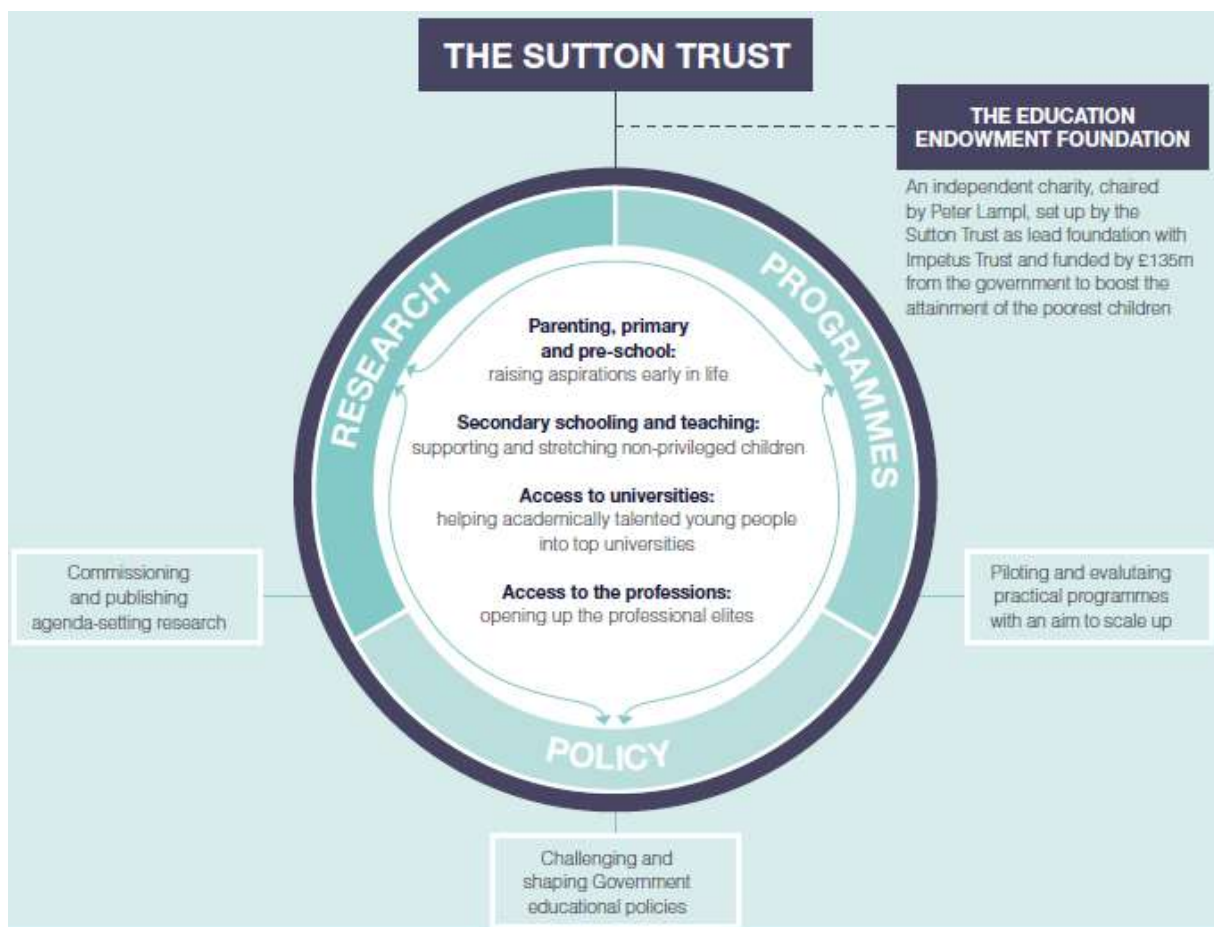 THE SUTTON TRUST
THE EDUCATION
ENDOWMENT FOUNDATION
An independent charity, chaired
by Peter Lampl, set up by the
Sutton Trust as lead foundation with
Impetus Trust and funded by £135m
from the government to boost the
attainment of the poorest children
RESEARCH
PROGRAMMES
Parenting, primary
and pre-school:
raising aspirations early in life
Secondary schooling and teaching:
supporting and stretching non-privileged children
Access to universities:
helping academically talented young people
into top universities
Access to the professions:
opening up the professional elites
POLICY
Commissioning
and publishing
agenda-setting research
Piloting and evalutaing
practical programmes
with an aim to scale up
Challenging and
shaping Government
educational policies